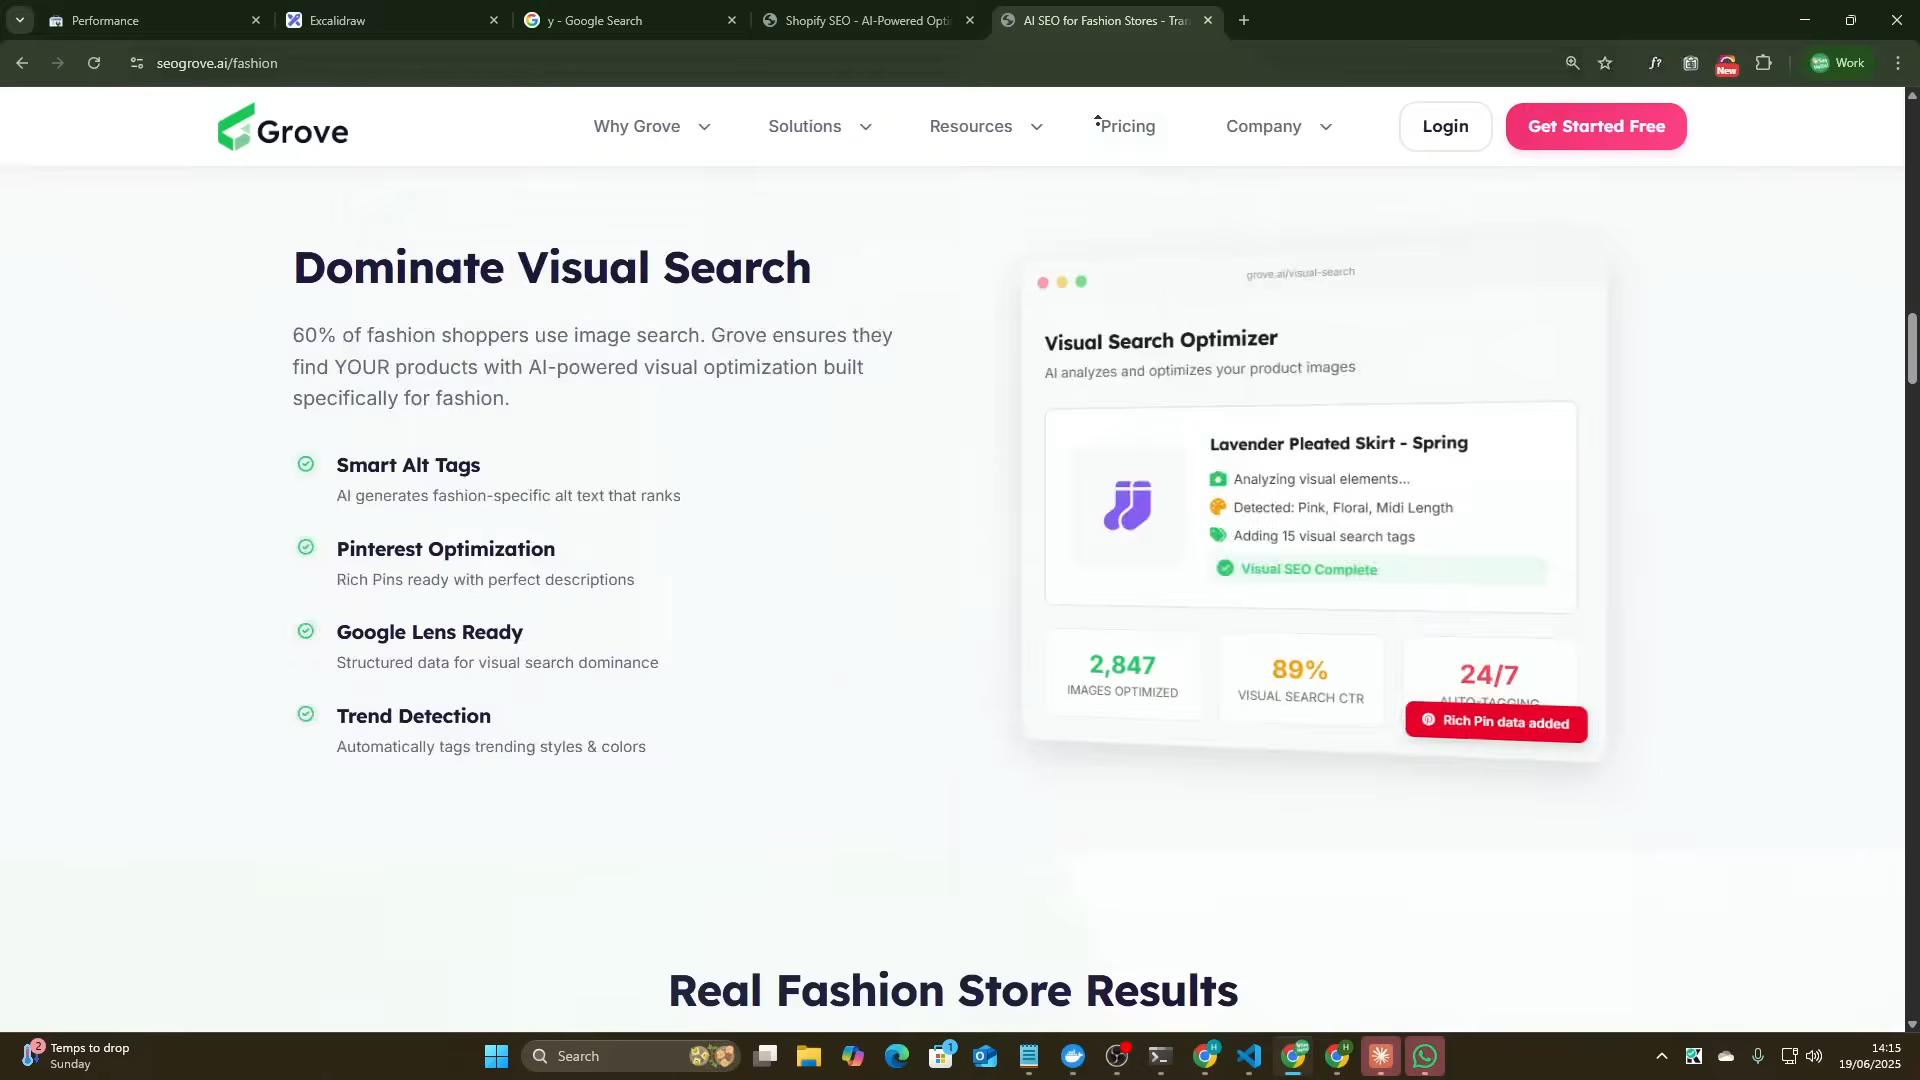 Performance
Excalidraw
y - Google Search
Shopify SEO - AI-Powered Opti
AI SEO for Fashion Stores - Tran
seogrove.ai/fashion
f?
New
Work
Grove
Why Grove
Solutions
Resources
Pricing
Company
Login
Get Started Free
Dominate Visual Search
60% of fashion shoppers use image search. Grove ensures they
find YOUR products with AI-powered visual optimization built
specifically for fashion.
Smart Alt Tags
AI generates fashion-specific alt text that ranks
Pinterest Optimization
Rich Pins ready with perfect descriptions
Google Lens Ready
Structured data for visual search dominance
Trend Detection
Automatically tags trending styles & colors
grove.ai/visual-search
Visual Search Optimizer
AI analyzes and optimizes your product images
Lavender Pleated Skirt - Spring
Analyzing visual elements...
Detected: Pink, Floral, Midi Length
Adding 15 visual search tags
Visual SEO Complete
2,847
IMAGES OPTIMIZED
89%
VISUAL SEARCH CTR
24/7
AUTO-TAGGING
Rich Pin data added
Real Fashion Store Results
2
Temps to drop
Sunday
Search
1
H
H
14:15
19/06/2025